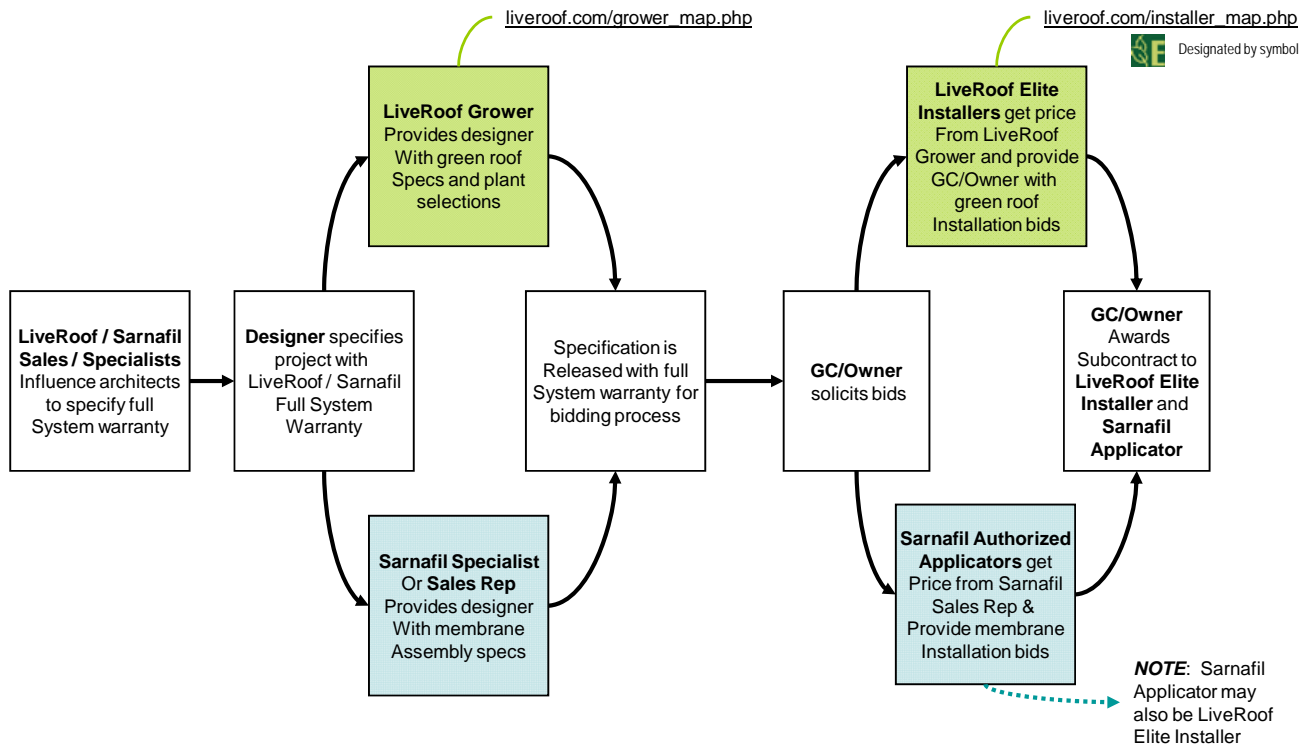 liveroof.com/grower_map.php
liveroof.com/installer_map.php
E
Designated by symbol
LiveRoof Grower
Provides designer
With green roof
Specs and plant
selections
LiveRoof Elite
Installers get price
From LiveRoof
Grower and provide
GC/Owner with
green roof
Installation bids
LiveRoof / Sarnafil
Sales / Specialists
Influence architects
to specify full
System warranty
Designer specifies
project with
LiveRoof / Sarnafil
Full System
Warranty
Specification is
Released with full
System warranty for
bidding process
GC/Owner
solicits bids
GC/Owner
Awards
Subcontract to
LiveRoof Elite
Installer and
Sarnafil
Applicator
Sarnafil Specialist
Or Sales Rep
Provides designer
With membrane
Assembly specs
Sarnafil Authorized
Applicators get
Price from Sarnafil
Sales Rep &
Provide membrane
Installation bids
NOTE: Sarnafil
Applicator may
also be LiveRoof
Elite Installer